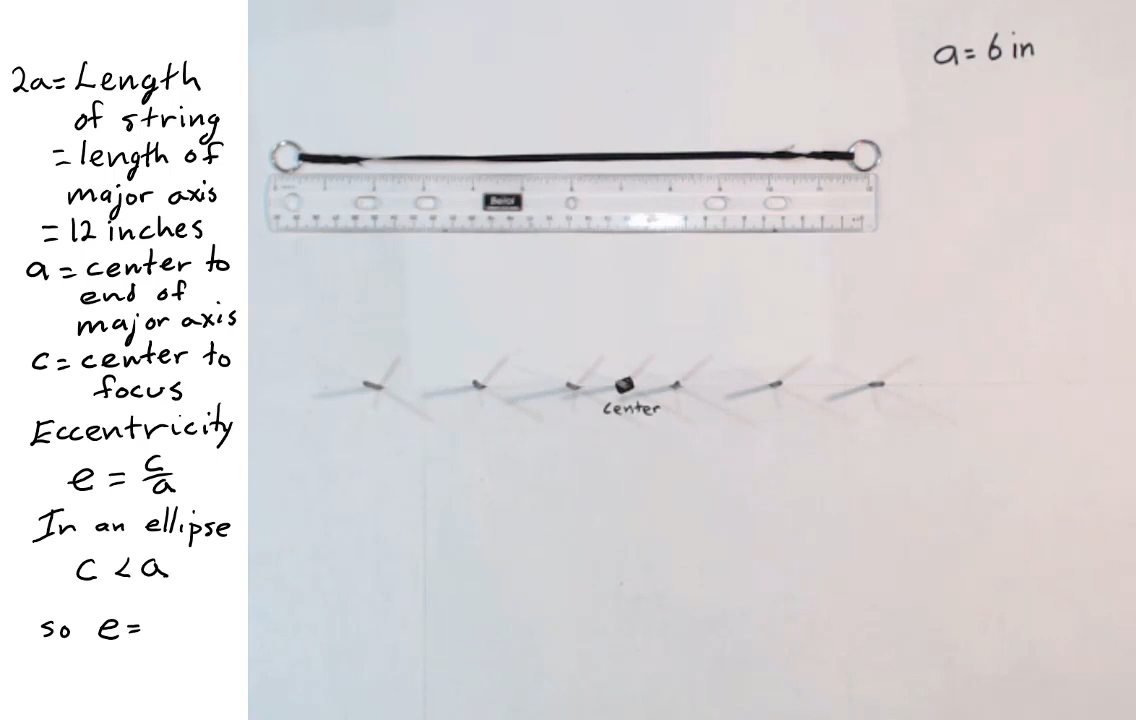 2a = Length
of string
= length of
major axis
= 12 inches
a = center to
end of
major axis
c = center to
focus
Eccentricity
e = c/a
In an ellipse
c < a
so e =
a = 6 in
Berol
center